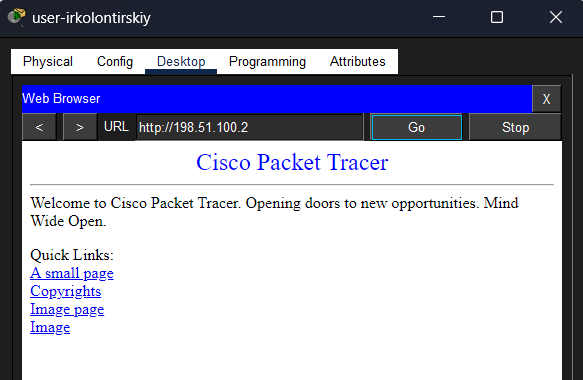 user-irkolontirskiy
Physical Config Desktop Programming Attributes
Web Browser X
< > URL http://198.51.100.2 Go Stop
Cisco Packet Tracer
Welcome to Cisco Packet Tracer. Opening doors to new opportunities. Mind
Wide Open.
Quick Links:
A small page
Copyrights
Image page
Image